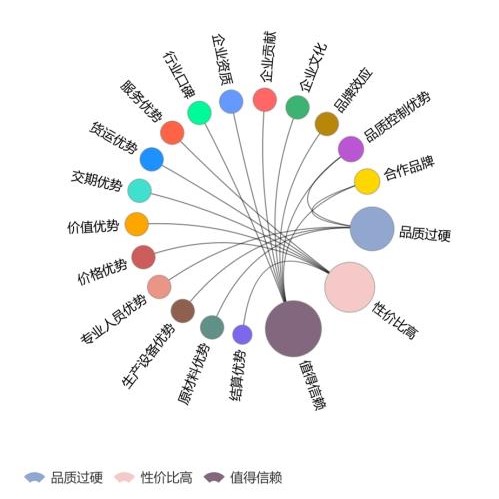 企业资质
企业贡献
企业文化
品牌效应
品质控制优势
合作品牌
品质过硬
性价比高
值得信赖
结算优势
原材料优势
生产设备优势
专业人员优势
价格优势
价值优势
交期优势
货运优势
服务优势
行业口碑
品质过硬 性价比高 值得信赖